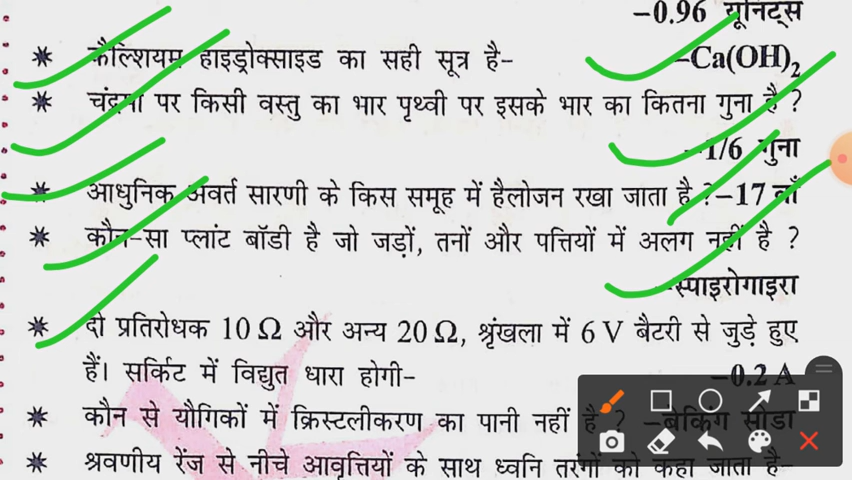 -0.96 यूनिट्स
* कैल्शियम हाइड्रोक्साइड का सही सूत्र है- -Ca(OH)₂
* चंद्रमा पर किसी वस्तु का भार पृथ्वी पर इसके भार का कितना गुना है ?
-1/6 गुना
* आधुनिक अवर्त सारणी के किस समूह में हैलोजन रखा जाता है ?-17 वाँ
* कौन-सा प्लांट बॉडी है जो जड़ों, तनों और पत्तियों में अलग नहीं है ?
-स्पाइरोगाइरा
* दो प्रतिरोधक 10 Ω और अन्य 20 Ω, श्रृंखला में 6 V बैटरी से जुड़े हुए
हैं। सर्किट में विद्युत धारा होगी- -0.2 A
* कौन से यौगिकों में क्रिस्टलीकरण का पानी नहीं है ? -बेकिंग सोडा
* श्रवणीय रेंज से नीचे आवृत्तियों के साथ ध्वनि तरंगों को कहा जाता है-